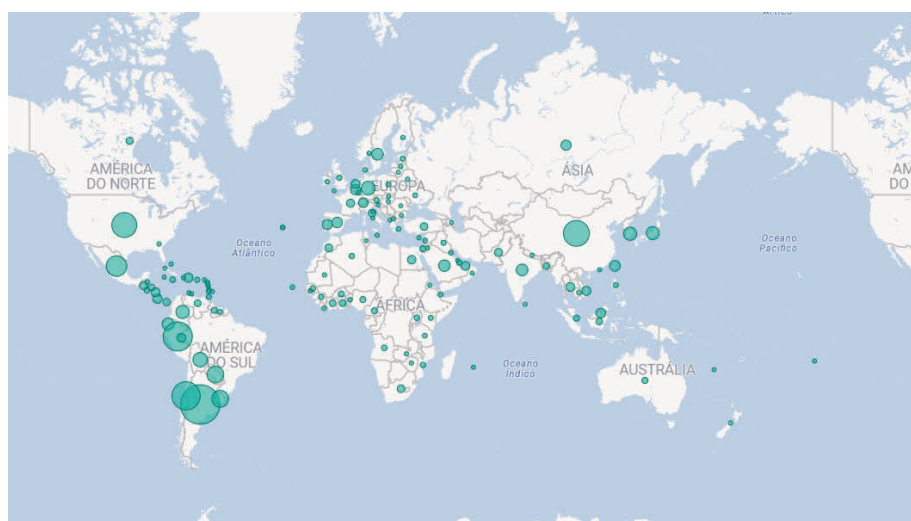 AMÉRICA
DO NORTE
ÁSIA
EUROPA
Oceano
Atlântico
Oceano
Pacífico
ÁFRICA
AMÉRICA
DO SUL
Oceano
Índico
AUSTRÁLIA
AM
DO